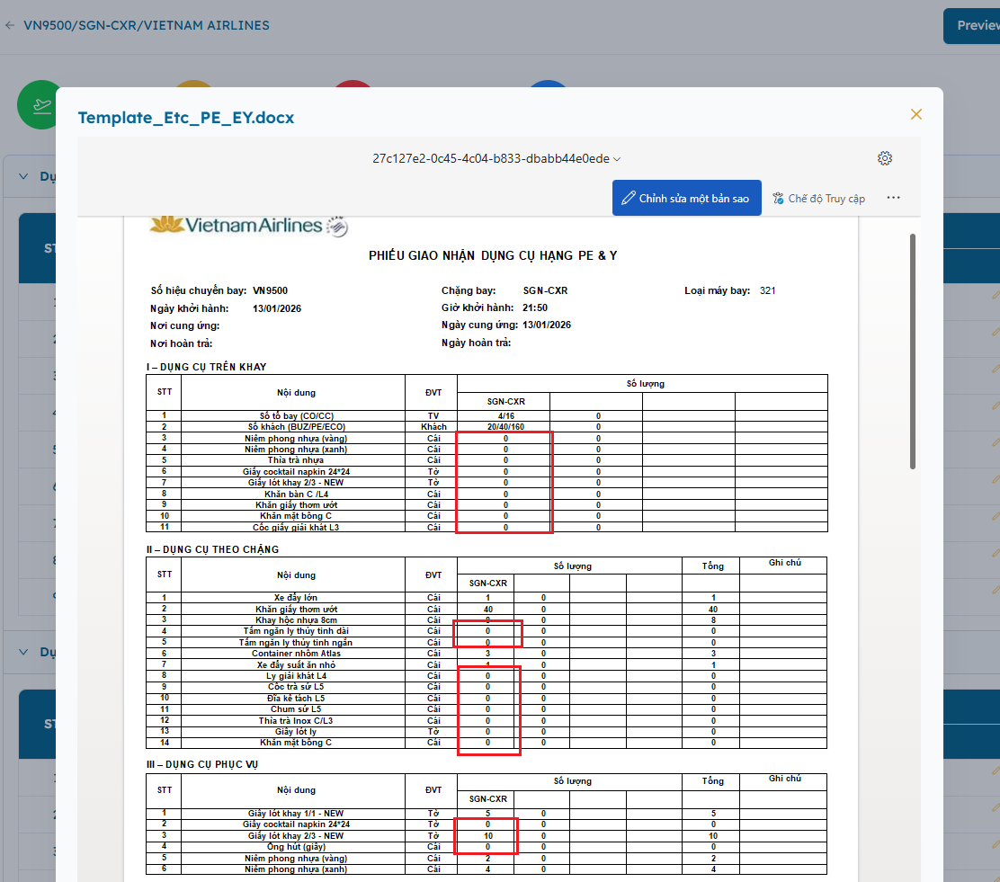 ← VN9500/SGN-CXR/VIETNAM AIRLINES
Preview
Template_Etc_PE_EY.docx
27c127e2-0c45-4c04-b833-dbabb44e0ede
Chỉnh sửa một bản sao
Chế độ Truy cập
...
Vietnam Airlines
PHIẾU GIAO NHẬN DỤNG CỤ HẠNG PE & Y
Số hiệu chuyến bay: VN9500 Chặng bay: SGN-CXR Loại máy bay: 321
Ngày khởi hành: 13/01/2026 Giờ khởi hành: 21:50
Nơi cung ứng: Ngày cung ứng: 13/01/2026
Nơi hoàn trả: Ngày hoàn trả:
I – DỤNG CỤ TRÊN KHAY
STT Nội dung ĐVT Số lượng
SGN-CXR
1 Số tổ bay (CO/CC) TV 4/16 0
2 Số khách (BUZ/PE/ECO) Khách 20/40/160 0
3 Niêm phong nhựa (vàng) Cái 0 0
4 Niêm phong nhựa (xanh) Cái 0 0
5 Thìa trà nhựa Cái 0 0
6 Giấy cocktail napkin 24*24 Tờ 0 0
7 Giấy lót khay 2/3 - NEW Tờ 0 0
8 Khăn bàn C /L4 Cái 0 0
9 Khăn giấy thơm ướt Cái 0 0
10 Khăn mặt bông C Cái 0 0
11 Cốc giấy giải khát L3 Cái 0 0
II – DỤNG CỤ THEO CHẶNG
STT Nội dung ĐVT Số lượng Tổng Ghi chú
SGN-CXR
1 Xe đẩy lớn Cái 1 0 1
2 Khăn giấy thơm ướt Cái 40 0 40
3 Khay hộc nhựa 8cm Cái 8 0 8
4 Tấm ngăn ly thủy tinh dài Cái 0 0 0
5 Tấm ngăn ly thủy tinh ngắn Cái 0 0 0
6 Container nhôm Atlas Cái 3 0 3
7 Xe đẩy suất ăn nhỏ Cái 1 0 1
8 Ly giải khát L4 Cái 0 0 0
9 Cốc trà sứ L5 Cái 0 0 0
10 Đĩa kê tách L5 Cái 0 0 0
11 Chum sứ L5 Cái 0 0 0
12 Thìa trà Inox C/L3 Cái 0 0 0
13 Giấy lót ly Tờ 0 0 0
14 Khăn mặt bông C Cái 0 0 0
III – DỤNG CỤ PHỤC VỤ
STT Nội dung ĐVT Số lượng Tổng Ghi chú
SGN-CXR
1 Giấy lót khay 1/1 - NEW Tờ 5 0 5
2 Giấy cocktail napkin 24*24 Tờ 0 0 0
3 Giấy lót khay 2/3 - NEW Tờ 10 0 10
4 Ống hút (giấy) Cái 0 0 0
5 Niêm phong nhựa (vàng) Cái 2 0 2
6 Niêm phong nhựa (xanh) Cái 4 0 4